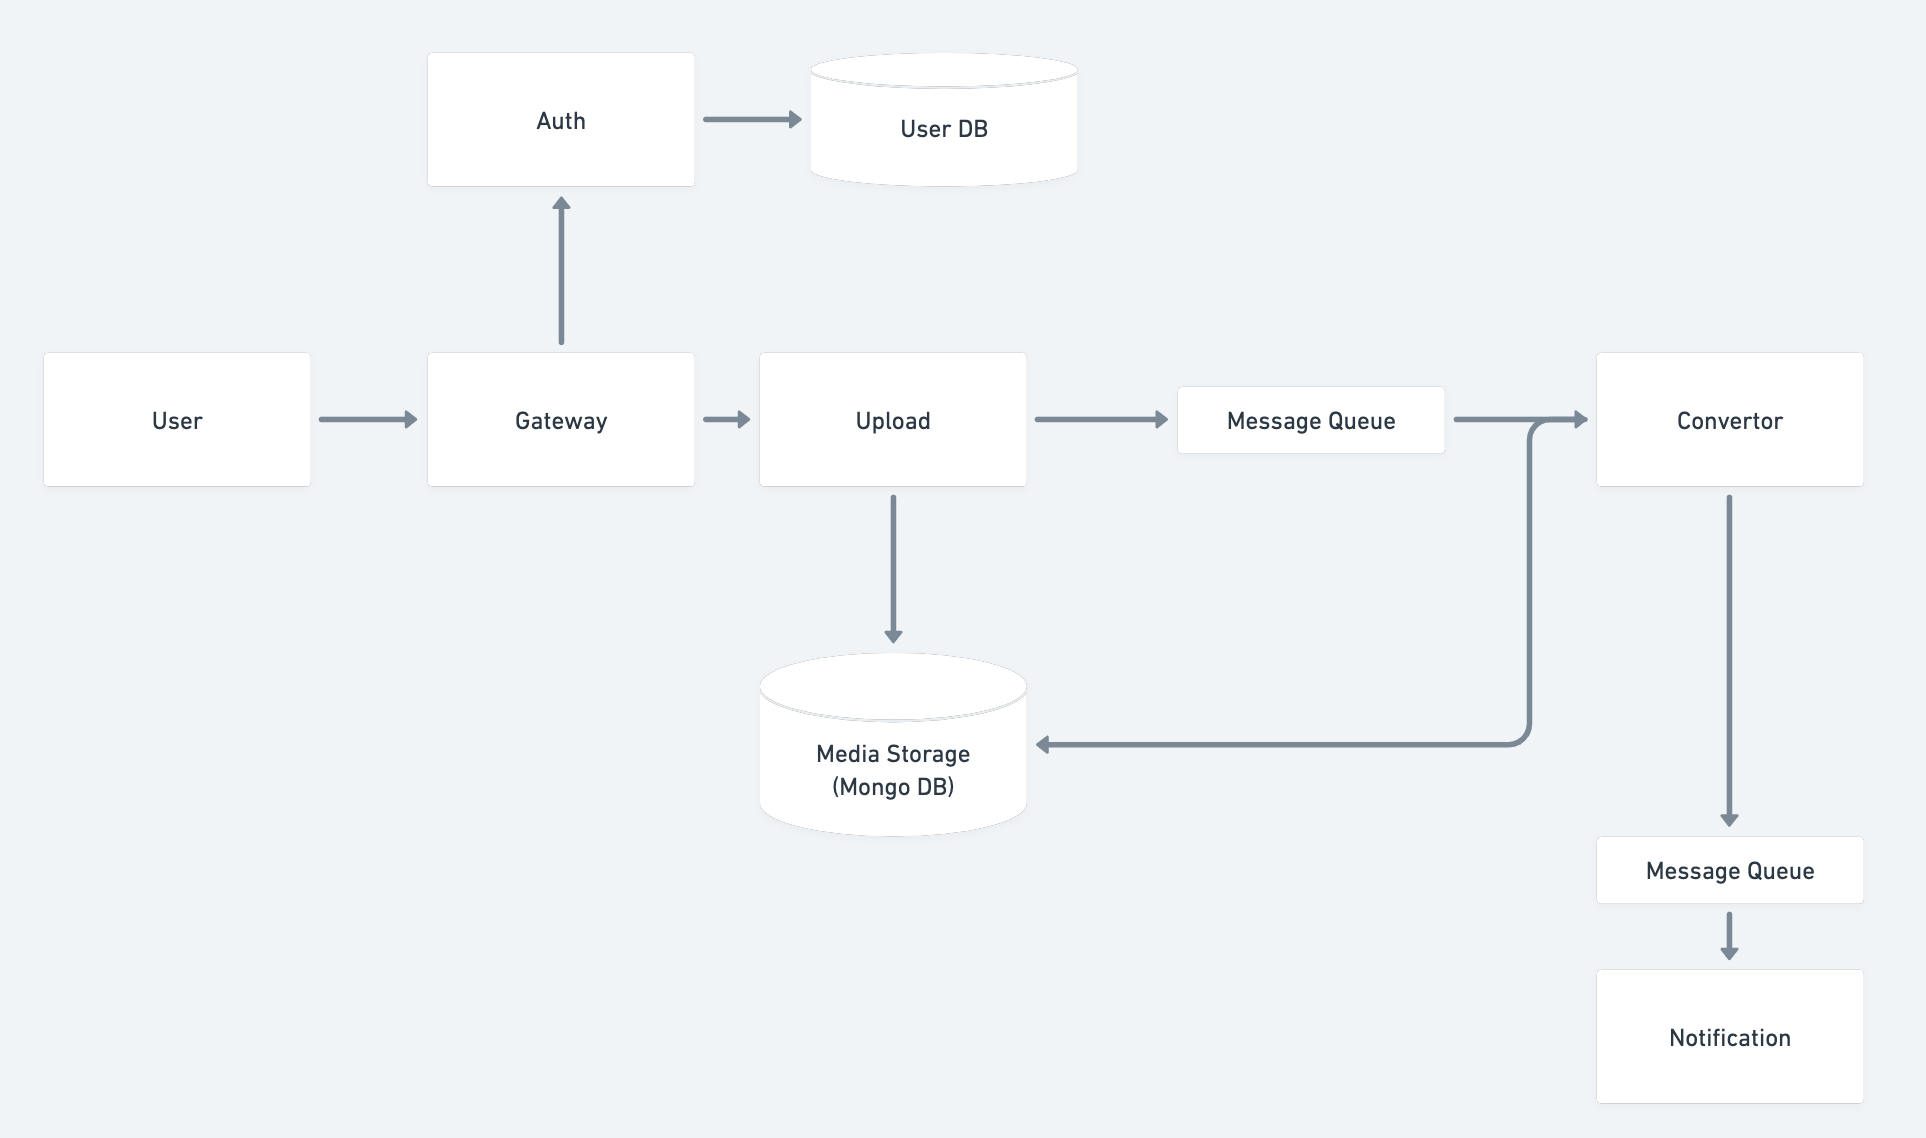 Auth
User DB
User
Gateway
Upload
Message Queue
Convertor
Media Storage
(Mongo DB)
Message Queue
Notification